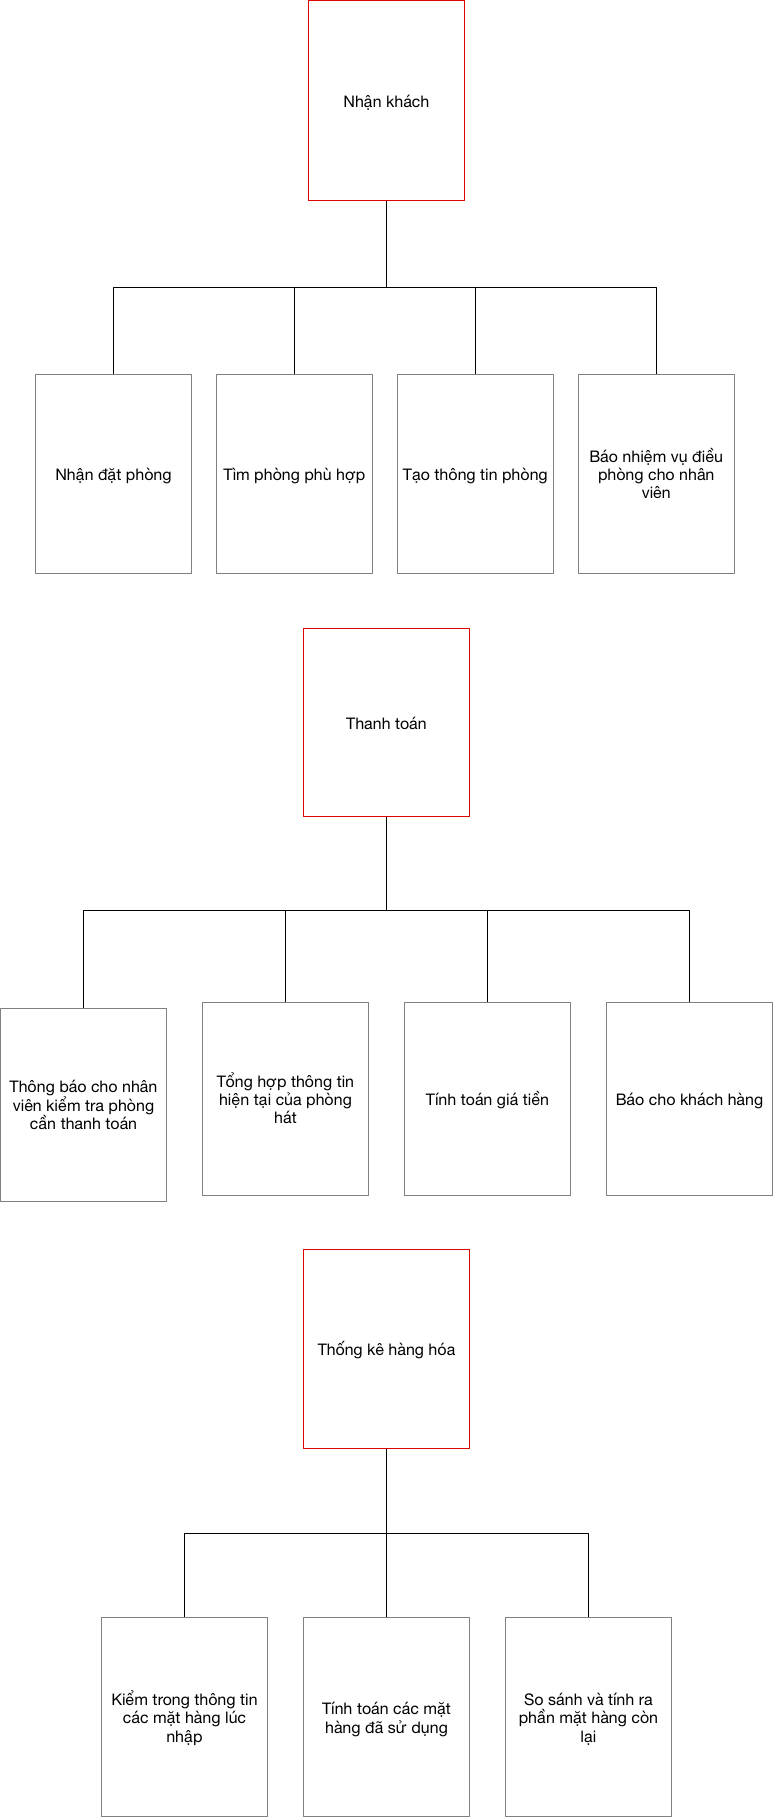 Nhận khách
Nhận đặt phòng
Tìm phòng phù hợp
Tạo thông tin phòng
Báo nhiệm vụ điều
phòng cho nhân
viên
Thanh toán
Thông báo cho nhân
viên kiểm tra phòng
cần thanh toán
Tổng hợp thông tin
hiện tại của phòng
hát
Tính toán giá tiền
Báo cho khách hàng
Thống kê hàng hóa
Kiểm trong thông tin
các mặt hàng lúc
nhập
Tính toán các mặt
hàng đã sử dụng
So sánh và tính ra
phần mặt hàng còn
lại